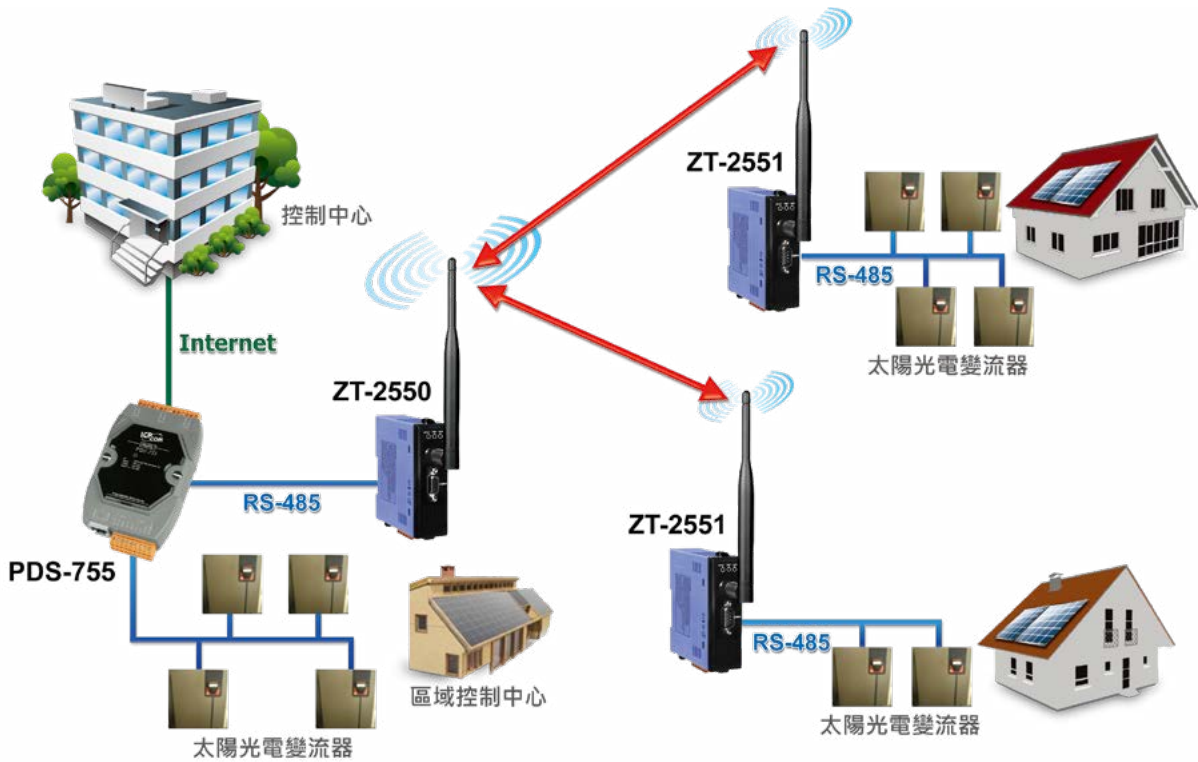 控制中心
ZT-2551
RS-485
太陽光電變流器
Internet
ZT-2550
RS-485
PDS-755
ZT-2551
RS-485
區域控制中心
太陽光電變流器
太陽光電變流器